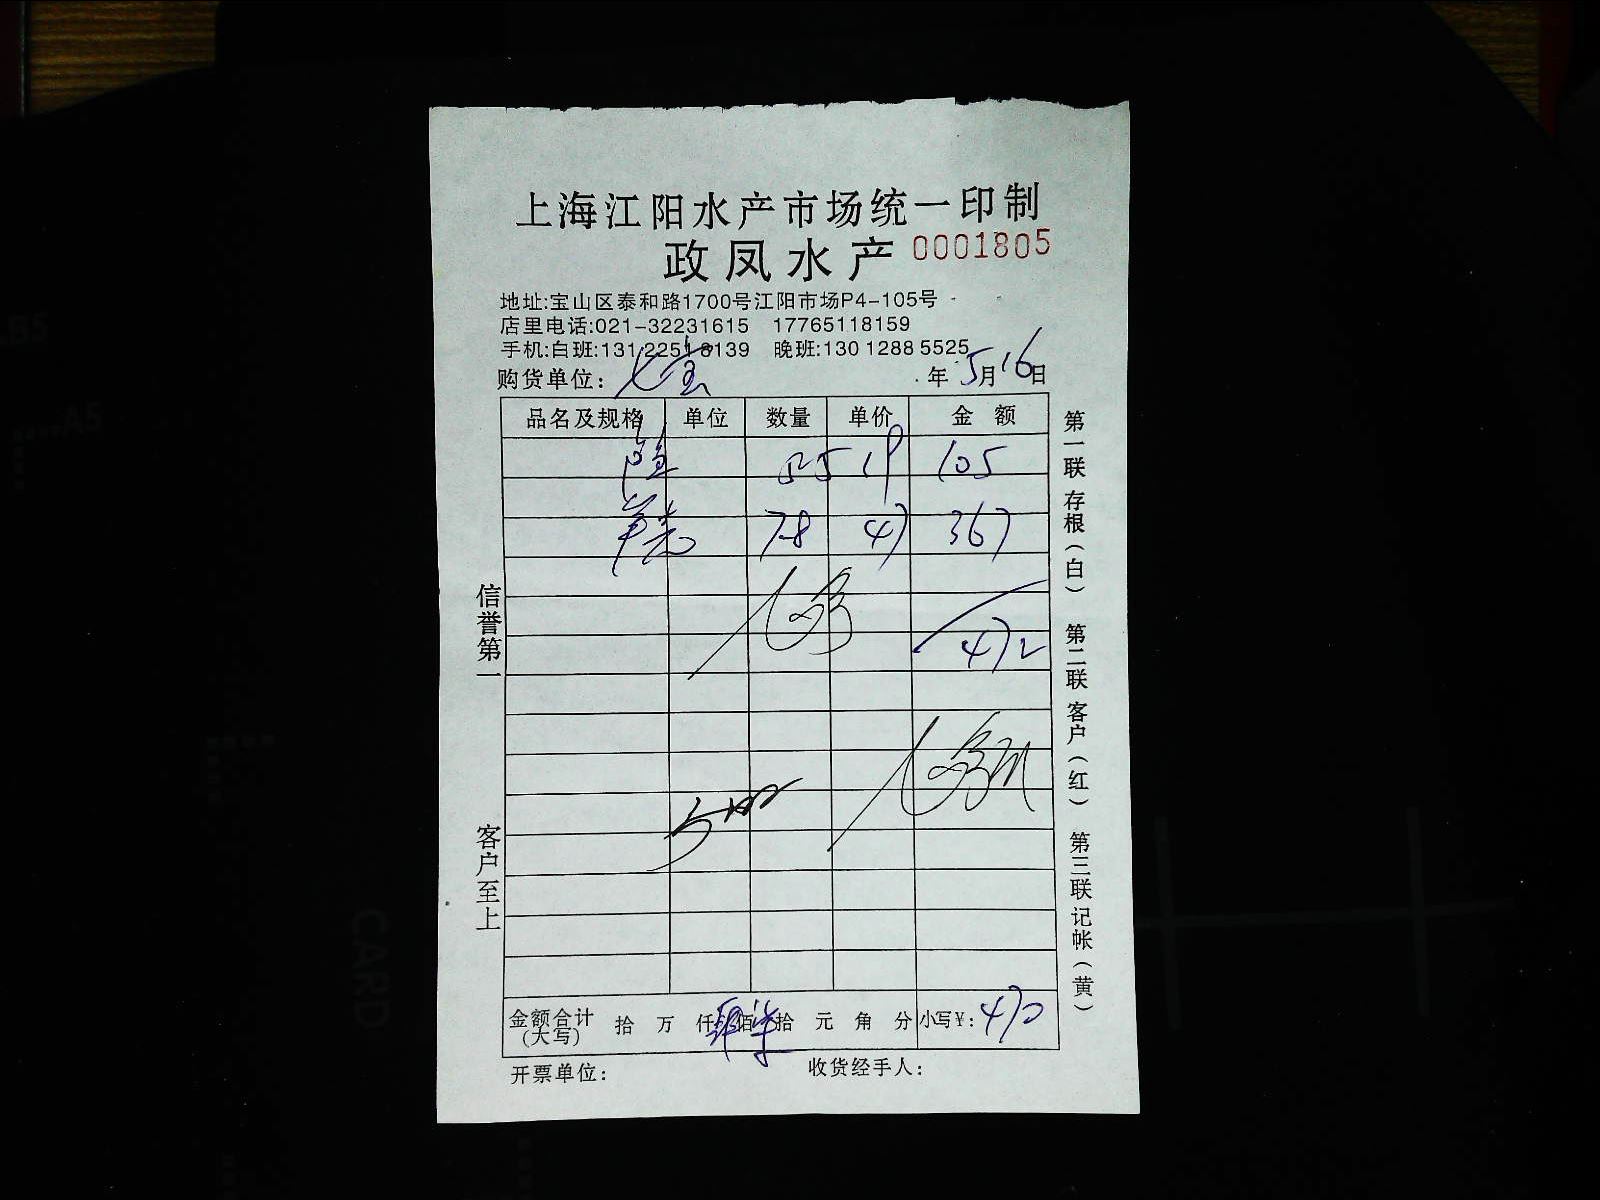 上海江阳水产市场统一印制
政凤水产 0001805
地址:宝山区泰和路1700号江阳市场P4-105号
店里电话:021-32231615 17765118159
手机:白班:131 2251 8139 晚班:130 1288 5525
购货单位: 七宝 年 5月16日
品名及规格 单位 数量 单价 金额
55 19 105
7.8 47 367
472
信誉第一
客户至上
第一联 存根(白) 第二联 客户(红) 第三联 记帐(黄)
金额合计(大写) 拾 万 仟 佰 拾 元 角 分 小写¥: 470
开票单位: 收货经手人: